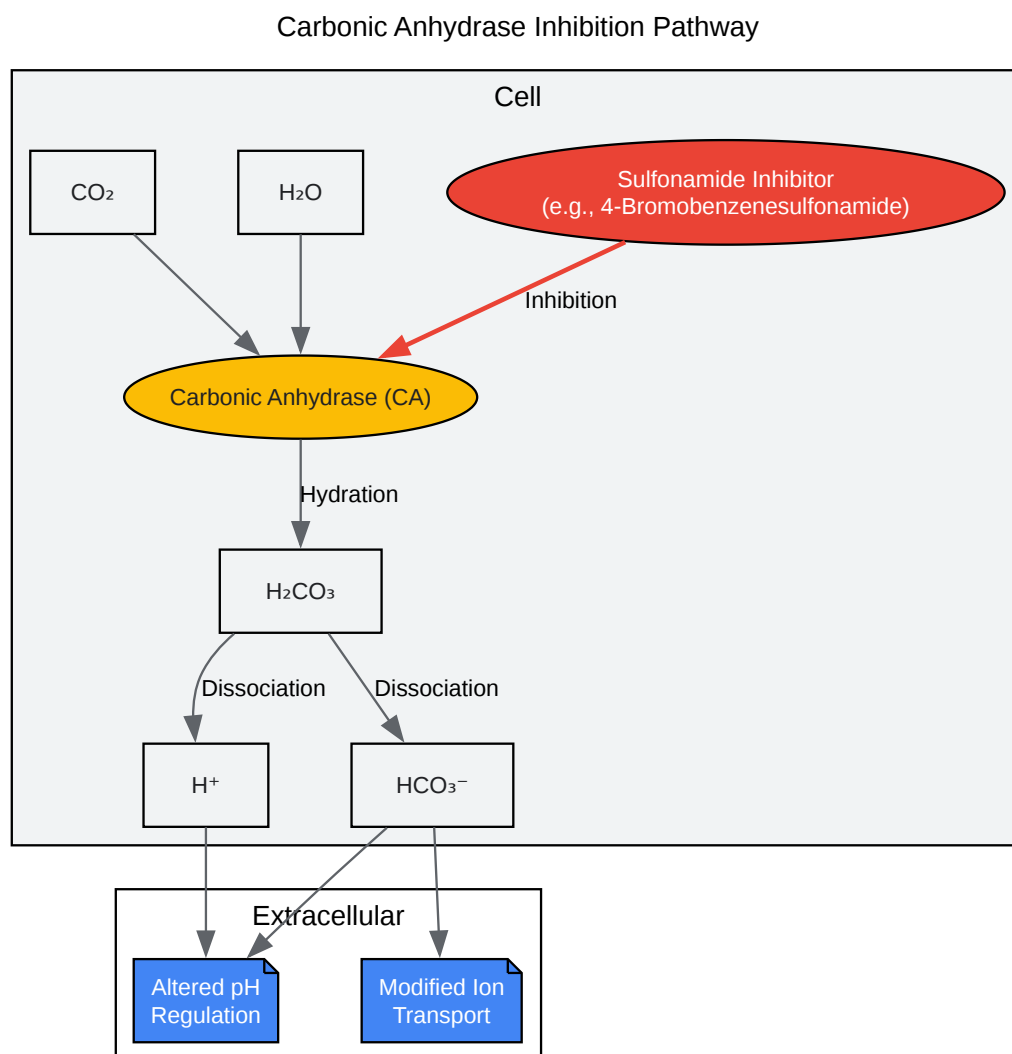 Carbonic Anhydrase Inhibition Pathway
Cell
CO₂
H₂O
Sulfonamide Inhibitor
(e.g., 4-Bromobenzenesulfonamide)
Inhibition
Carbonic Anhydrase (CA)
Hydration
H₂CO₃
Dissociation
Dissociation
H⁺
HCO₃⁻
Extracellular
Altered pH
Regulation
Modified Ion
Transport